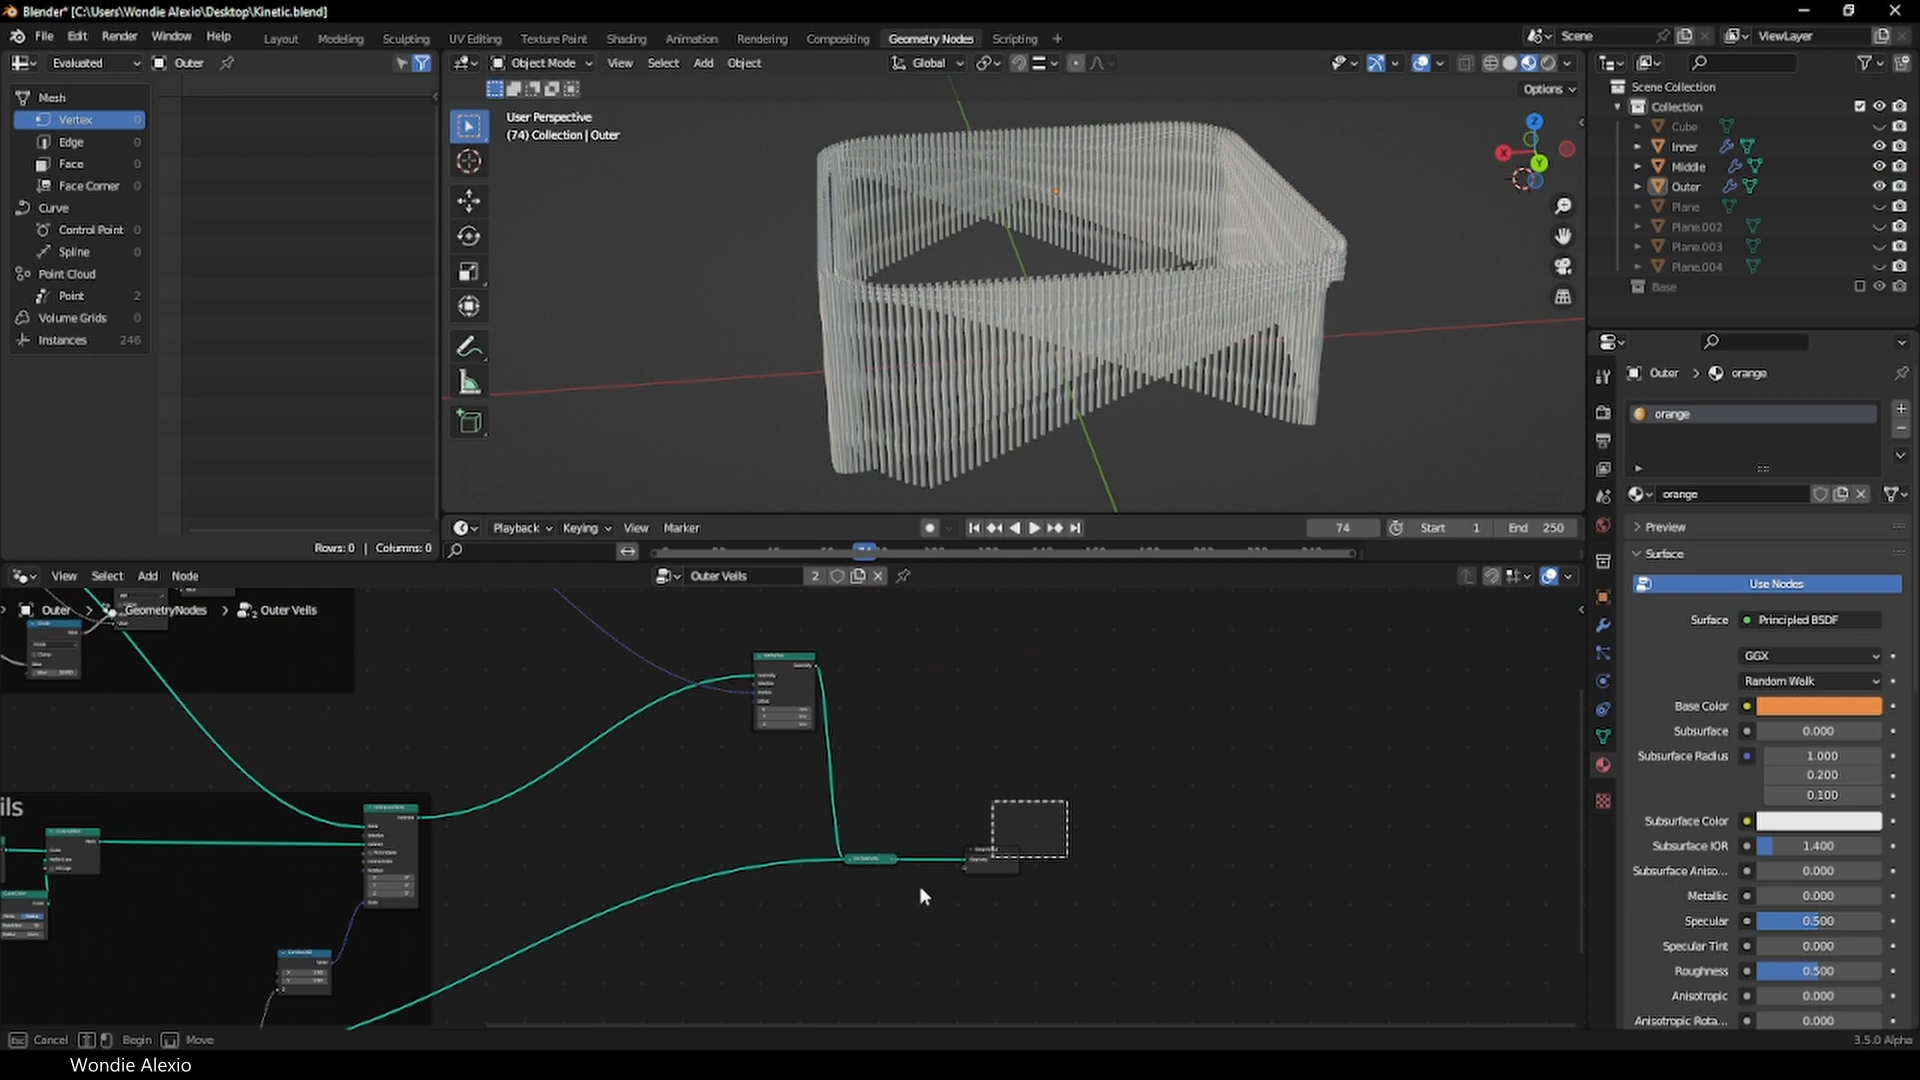 Blender* [C:\Users\Wondie Alexio\Desktop\Kinetic.blend]
File Edit Render Window Help Layout Modeling Sculpting UV Editing Texture Paint Shading Animation Rendering Compositing Geometry Nodes Scripting + Scene ViewLayer
Evaluated Outer
Object Mode View Select Add Object Global
Options
Mesh
Vertex 0
Edge 0
Face 0
Face Corner 0
Curve
Control Point 0
Spline 0
Point Cloud
Point 2
Volume Grids 0
Instances 246
Rows: 0 | Columns: 0
User Perspective
(74) Collection | Outer
Z
X
Y
Scene Collection
Collection
Cube
Inner
Middle
Outer
Plane
Plane.002
Plane.003
Plane.004
Base
Playback Keying View Marker 74 Start 1 End 250
View Select Add Node Outer Veils 2
Outer > GeometryNodes > Outer Veils
ils
Outer > orange
orange
orange
Preview
Surface
Use Nodes
Surface Principled BSDF
GGX
Random Walk
Base Color
Subsurface 0.000
Subsurface Radius 1.000
0.200
0.100
Subsurface Color
Subsurface IOR 1.400
Subsurface Aniso... 0.000
Metallic 0.000
Specular 0.500
Specular Tint 0.000
Roughness 0.500
Anisotropic 0.000
Anisotropic Rota... 0.000
Esc Cancel Begin Move 3.5.0 Alpha
Wondie Alexio